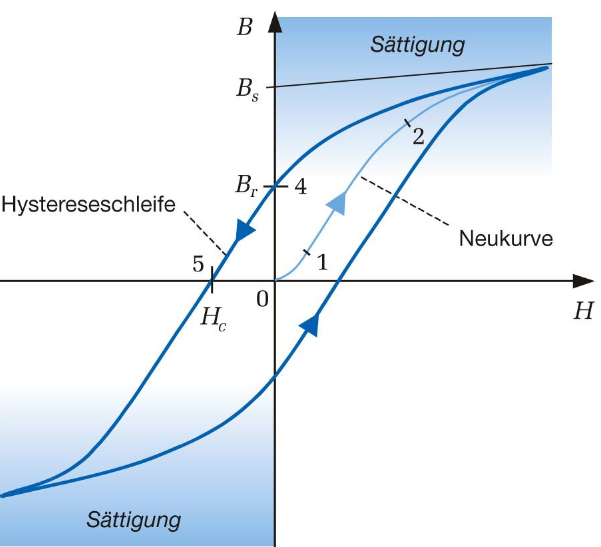 B
Sättigung
B_s
2
B_r
4
Hystereseschleife
Neukurve
5
1
0
H_c
H
Sättigung